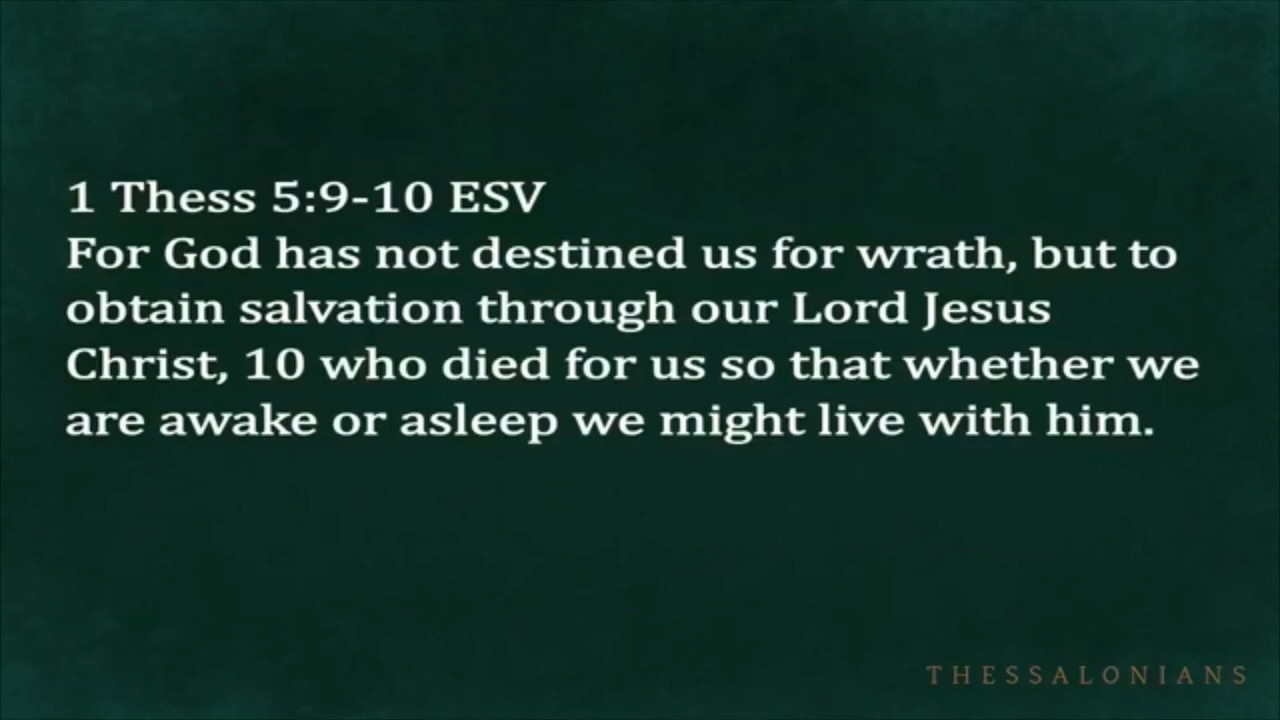 1 Thess 5:9-10 ESV
For God has not destined us for wrath, but to
obtain salvation through our Lord Jesus
Christ, 10 who died for us so that whether we
are awake or asleep we might live with him.
THESSALONIANS